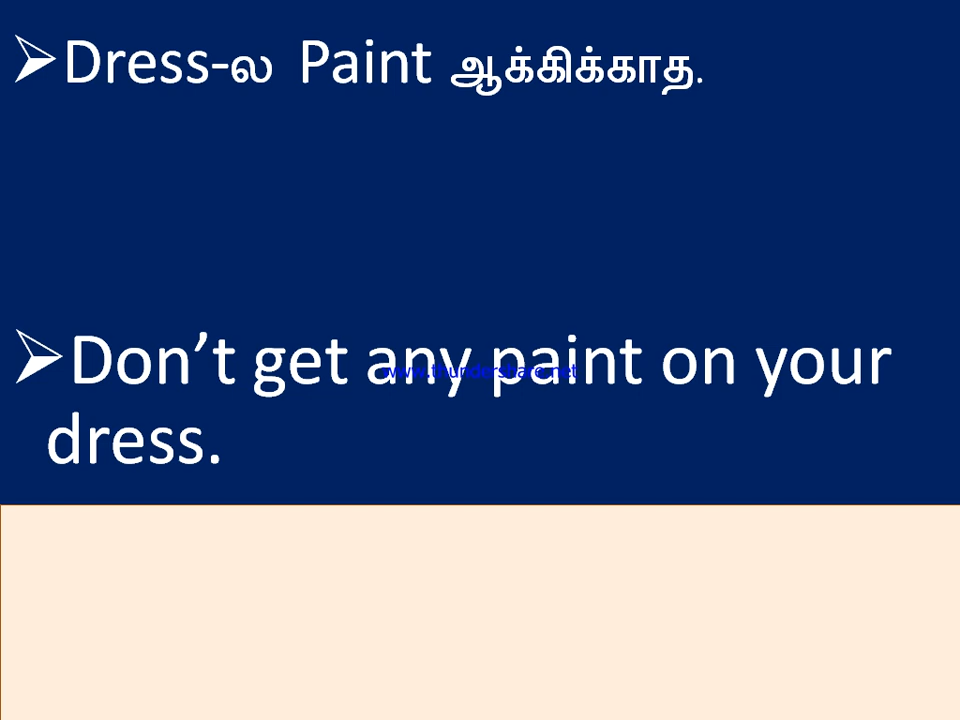 ➢Dress-ல Paint ஆக்கிக்காத.
➢Don’t get any paint on your
dress.
www.thundershare.net